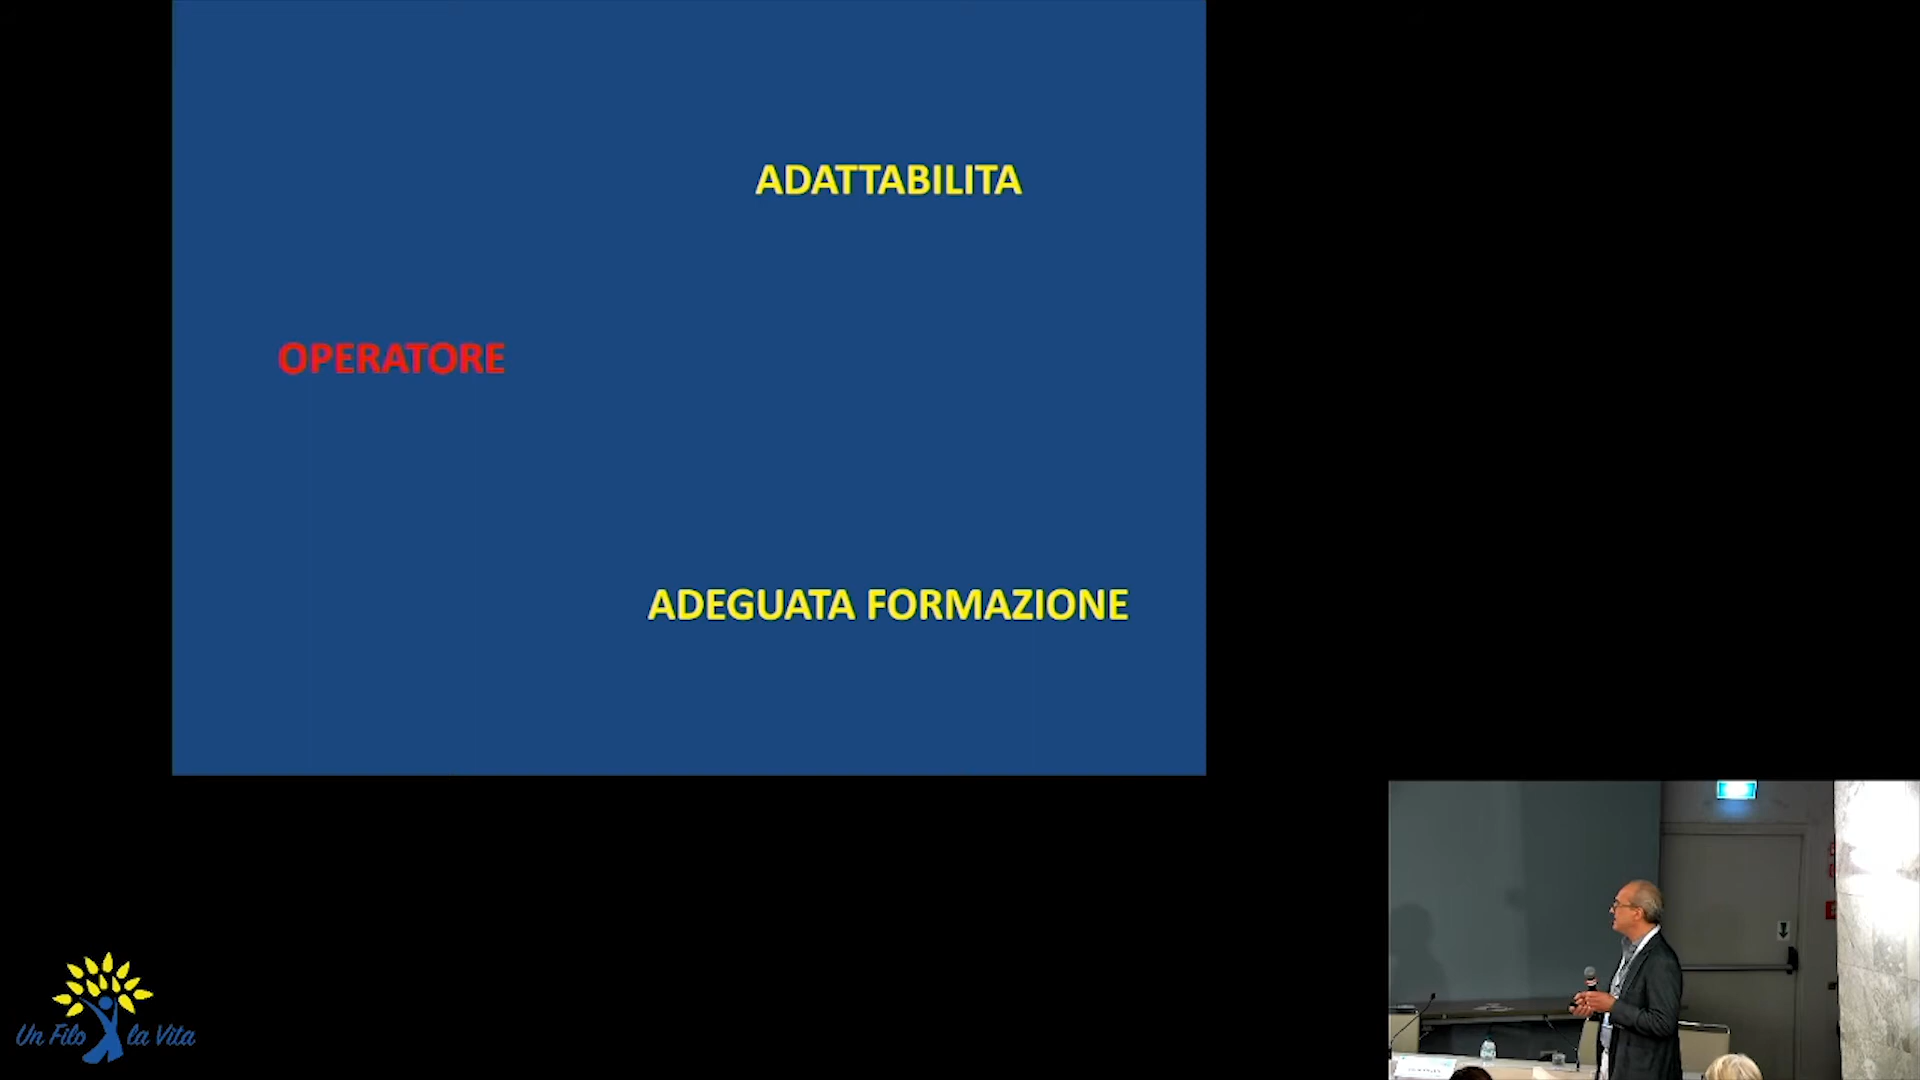 ADATTABILITA
OPERATORE
ADEGUATA FORMAZIONE
Un Filo la Vita